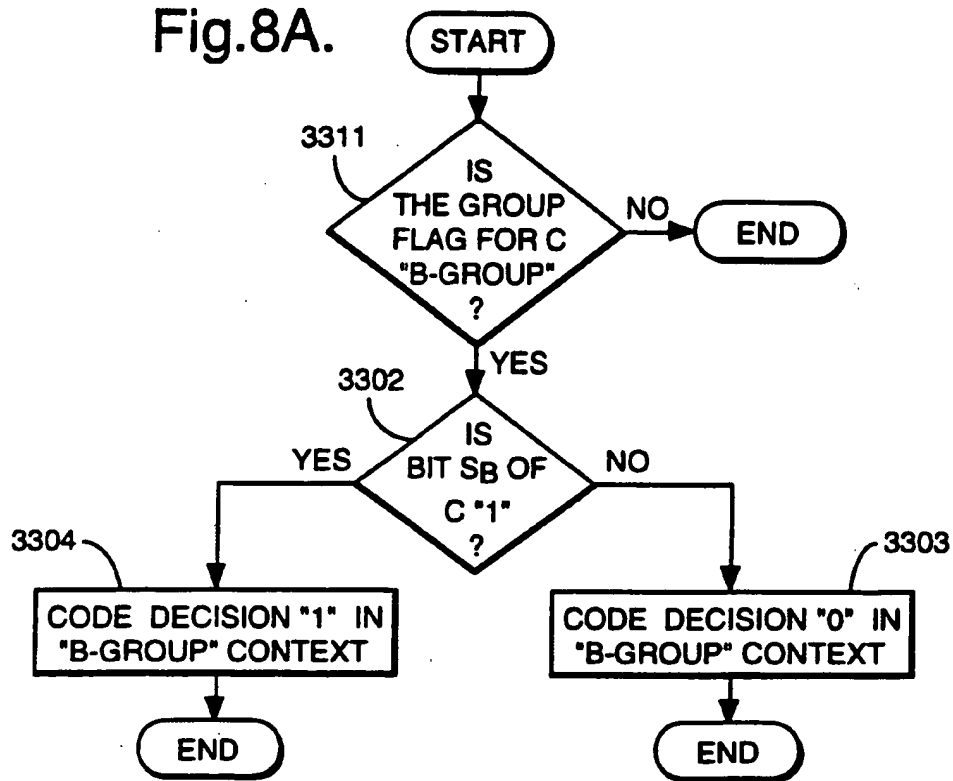 Fig.8A.
START
3311
IS
THE GROUP
FLAG FOR C
"B-GROUP"
?
NO
END
YES
3302
IS
BIT SB OF
C "1"
?
YES
NO
3304
3303
CODE DECISION "1" IN
"B-GROUP" CONTEXT
CODE DECISION "0" IN
"B-GROUP" CONTEXT
END
END